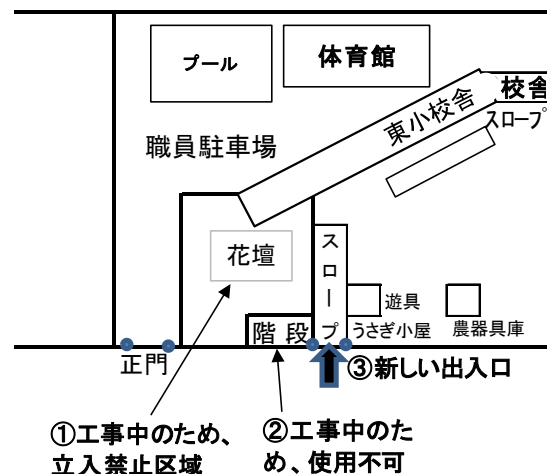 プール
体育館
校舎
スロープ
東小校舎
職員駐車場
花壇
スロープ
遊具
階段
うさぎ小屋
農器具庫
正門
③新しい出入口
①工事中のため、
立入禁止区域
②工事中のた
め、使用不可